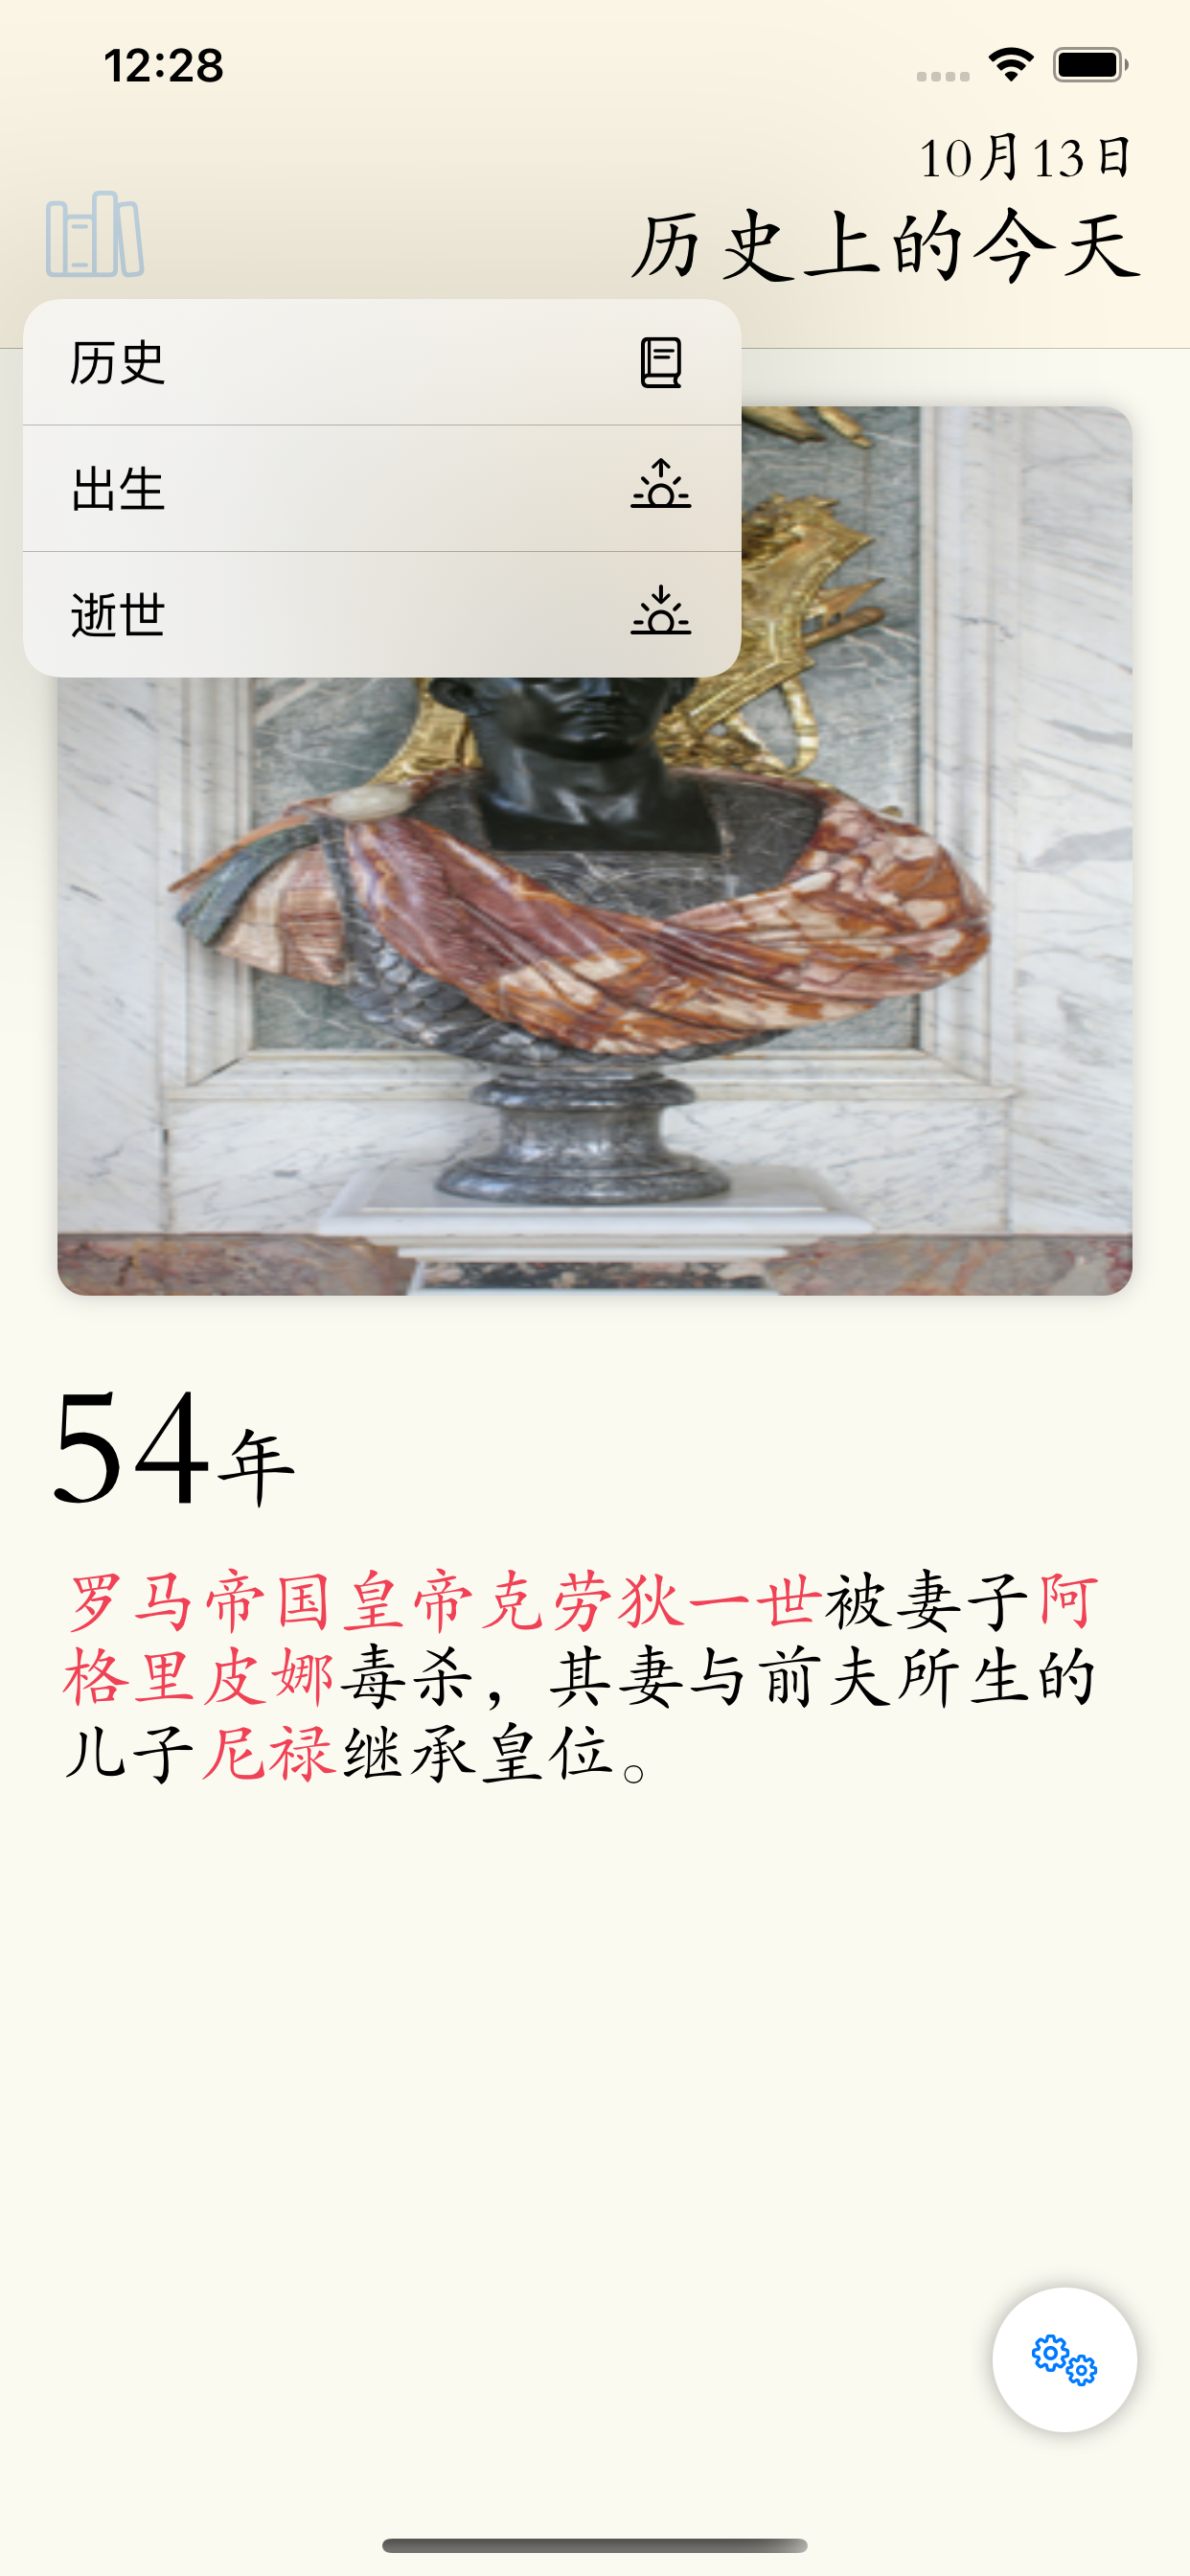 12:28
10月13日
历史上的今天
历史
出生
逝世
54年
罗马帝国皇帝克劳狄一世被妻子阿
格里皮娜毒杀，其妻与前夫所生的
儿子尼禄继承皇位。